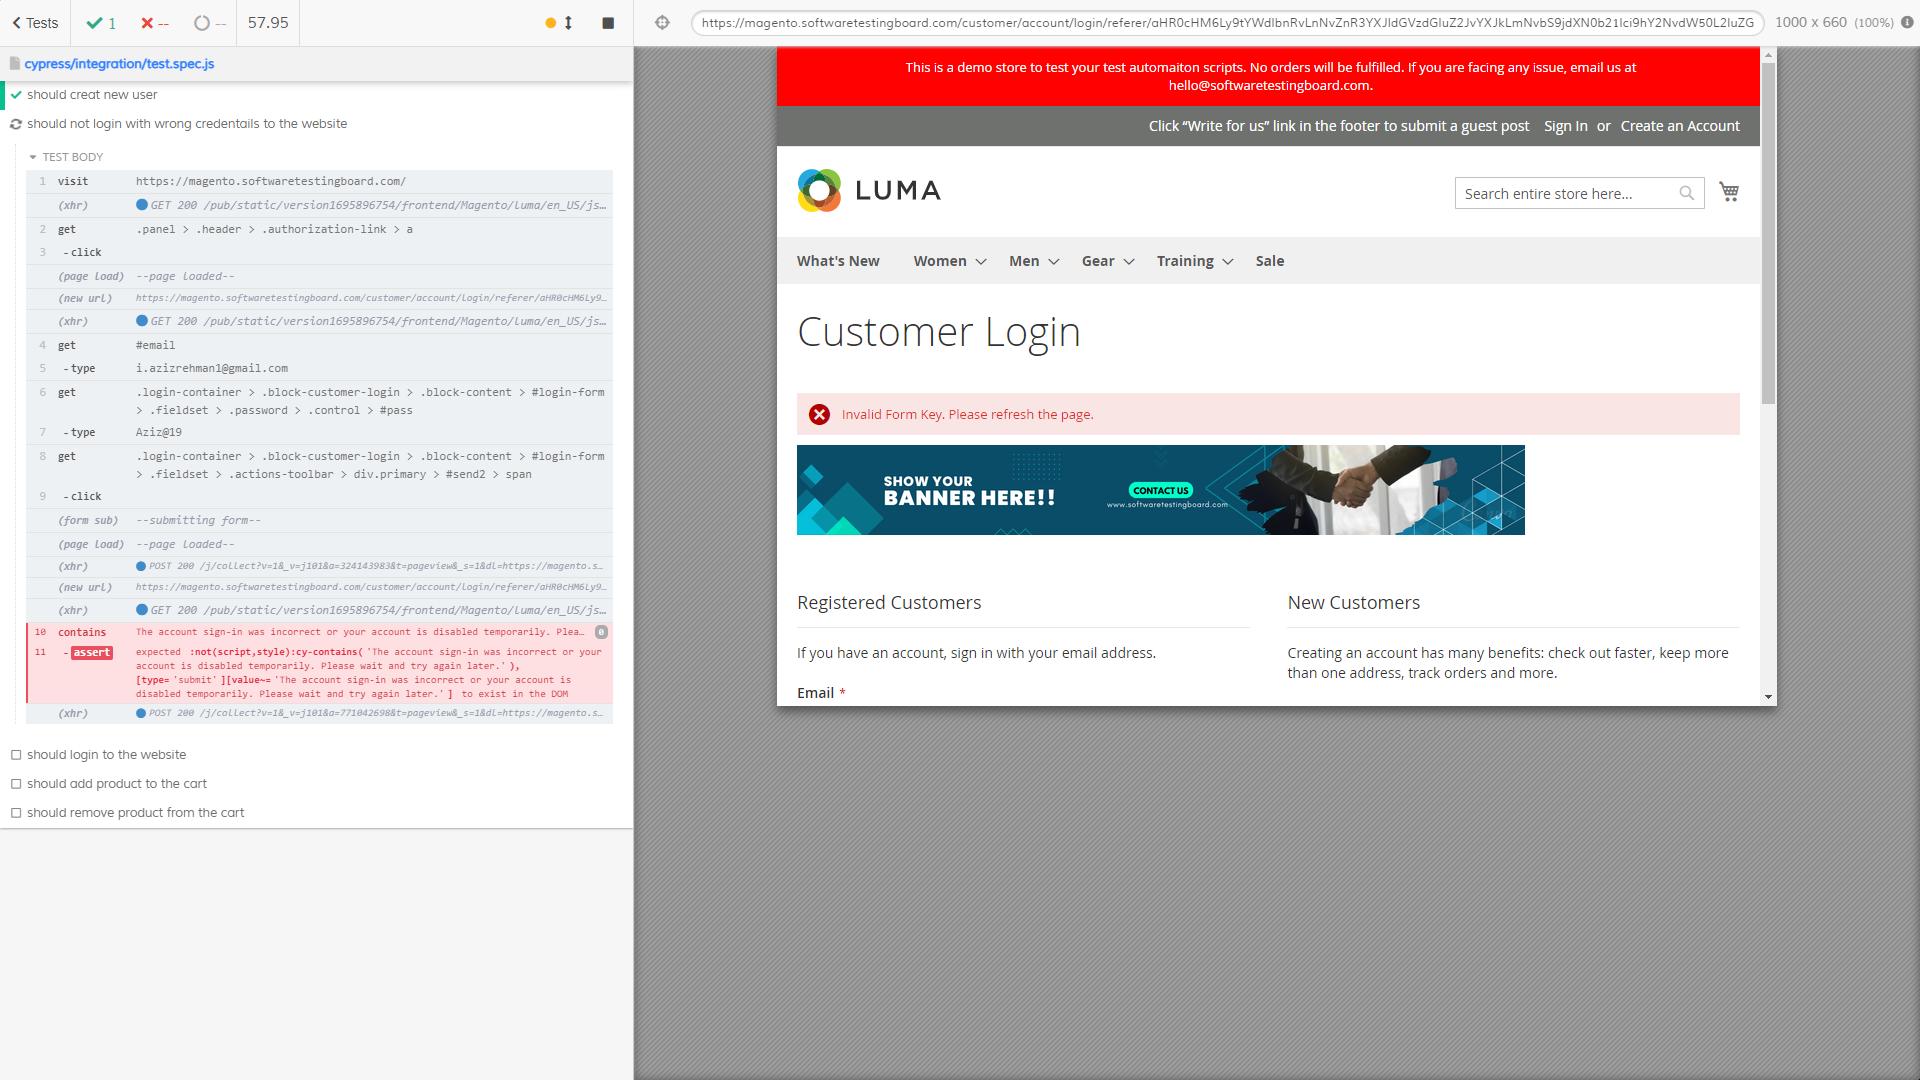 Tests
1
--
--
57.95
https://magento.softwaretestingboard.com/customer/account/login/referer/aHR0cHM6Ly9tYWdlbnRvLnNvZnR3YXJldGVzdGluZ2JvYXJkLmNvbS9jdXN0b21lci9hY2NvdW50L2luZG
1000 x 660 (100%)
cypress/integration/test.spec.js
should creat new user
should not login with wrong credentails to the website
TEST BODY
1 visit https://magento.softwaretestingboard.com/
(xhr) GET 200 /pub/static/version1695896754/frontend/Magento/luma/en_US/js...
2 get .panel > .header > .authorization-link > a
3 -click
(page load) --page loaded--
(new url) https://magento.softwaretestingboard.com/customer/account/login/referer/aHR0cHM6Ly9...
(xhr) GET 200 /pub/static/version1695896754/frontend/Magento/luma/en_US/js...
4 get #email
5 -type i.azizrehman1@gmail.com
6 get .login-container > .block-customer-login > .block-content > #login-form
> .fieldset > .password > .control > #pass
7 -type Aziz@19
8 get .login-container > .block-customer-login > .block-content > #login-form
> .fieldset > .actions-toolbar > div.primary > #send2 > span
9 -click
(form sub) --submitting form--
(page load) --page loaded--
(xhr) POST 200 /j/collect?v=1&_v=j101&a=324143983&t=pageview&_s=1&dl=https://magento.s...
(new url) https://magento.softwaretestingboard.com/customer/account/login/referer/aHR0cHM6Ly9...
(xhr) GET 200 /pub/static/version1695896754/frontend/Magento/luma/en_US/js...
10 contains The account sign-in was incorrect or your account is disabled temporarily. Plea... 0
11 -assert expected :not(script,style):cy-contains('The account sign-in was incorrect or your
account is disabled temporarily. Please wait and try again later.'),
[type='submit'][value~='The account sign-in was incorrect or your account is
disabled temporarily. Please wait and try again later.'] to exist in the DOM
(xhr) POST 200 /j/collect?v=1&_v=j101&a=771042698&t=pageview&_s=1&dl=https://magento.s...
should login to the website
should add product to the cart
should remove product from the cart
This is a demo store to test your test automaiton scripts. No orders will be fulfilled. If you are facing any issue, email us at
hello@softwaretestingboard.com.
Click “Write for us” link in the footer to submit a guest post Sign In or Create an Account
LUMA
Search entire store here...
What's New Women Men Gear Training Sale
Customer Login
Invalid Form Key. Please refresh the page.
SHOW YOUR
BANNER HERE!!
CONTACT US
www.softwaretestingboard.com
Registered Customers
If you have an account, sign in with your email address.
Email *
New Customers
Creating an account has many benefits: check out faster, keep more
than one address, track orders and more.